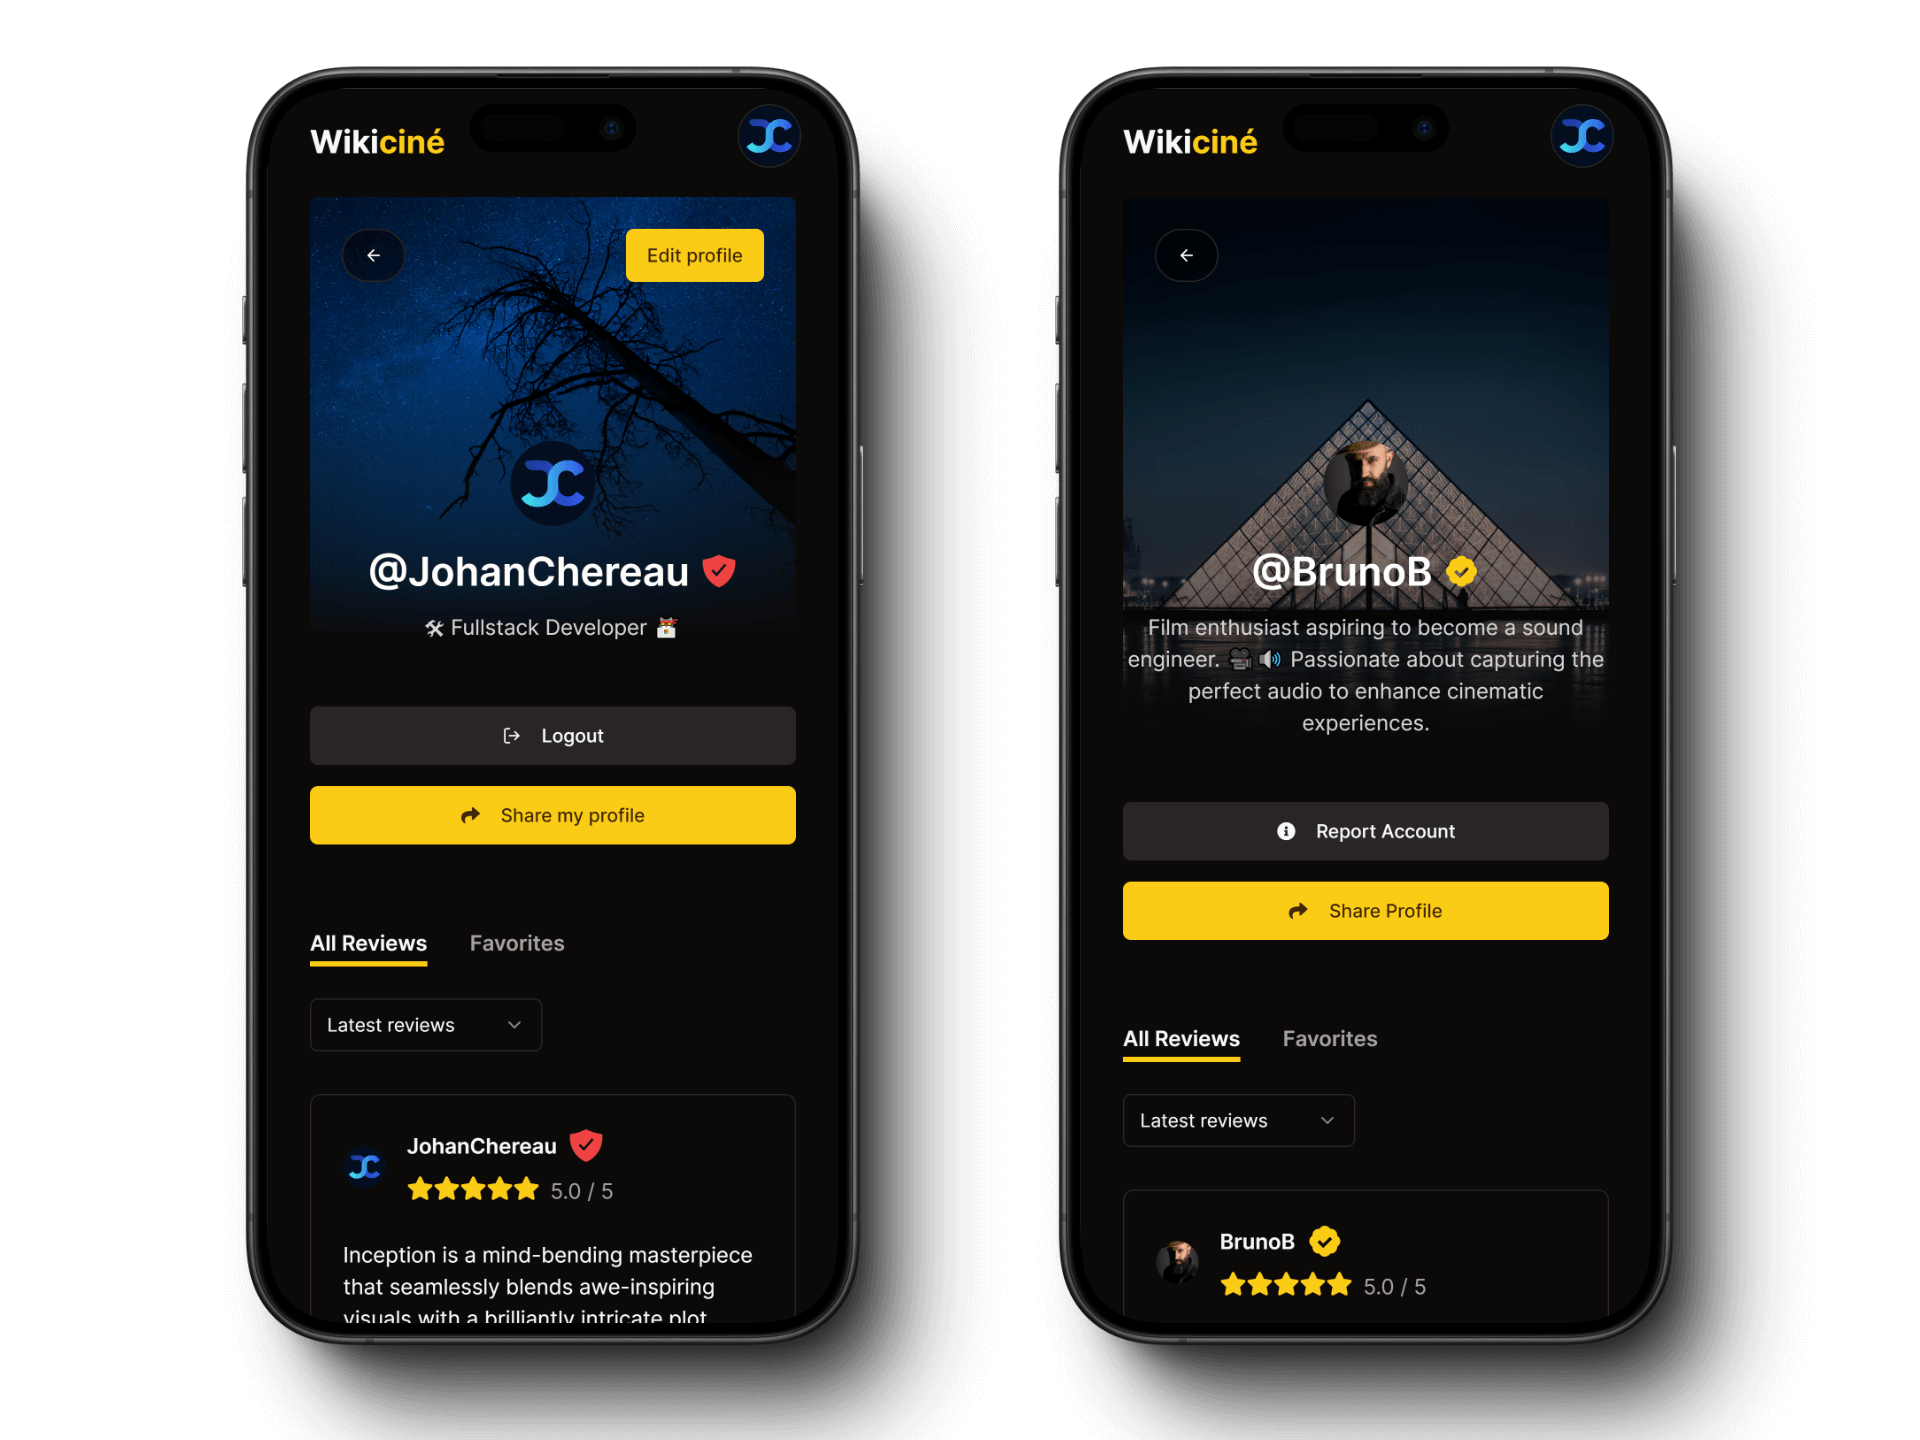 Wikiciné
Edit profile
@JohanChereau
🛠 Fullstack Developer
Logout
Share my profile
All Reviews Favorites
Latest reviews
JohanChereau
5.0 / 5
Inception is a mind-bending masterpiece
that seamlessly blends awe-inspiring
visuals with a brilliantly intricate plot
Wikiciné
@BrunoB
Film enthusiast aspiring to become a sound
engineer. 🎥🔊 Passionate about capturing the
perfect audio to enhance cinematic
experiences.
Report Account
Share Profile
All Reviews Favorites
Latest reviews
BrunoB
5.0 / 5